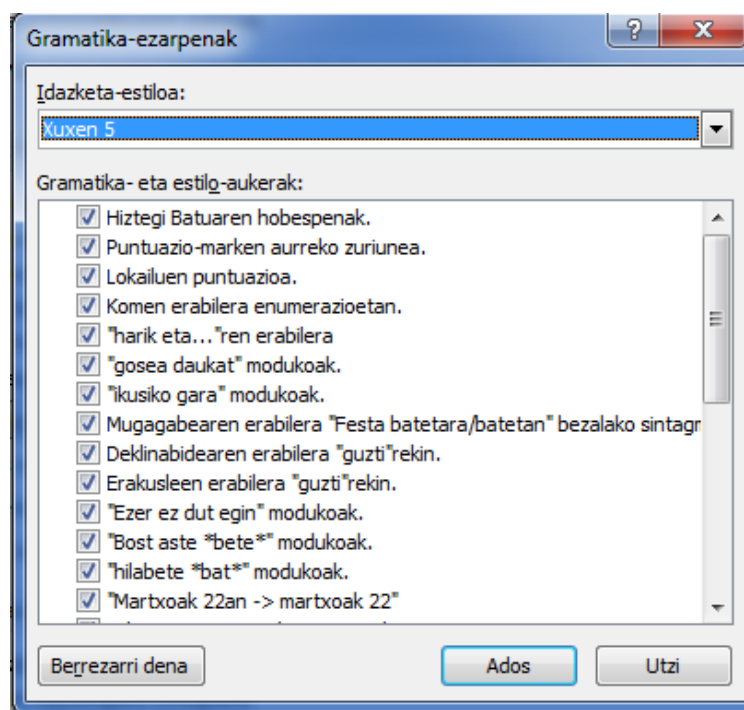 Gramatika-ezarpenak
Idazketa-estiloa:
Xuxen 5
Gramatika- eta estilo-aukerak:
Hiztegi Batuaren hobespenak.
Puntuazio-marken aurreko zuriunea.
Lokailuen puntuazioa.
Komen erabilera enumerazioetan.
"harik eta..."ren erabilera
"gosea daukat" modukoak.
"ikusiko gara" modukoak.
Mugagabearen erabilera "Festa batetara/batetan" bezalako sintagr
Deklinabidearen erabilera "guzti"rekin.
Erakusleen erabilera "guzti"rekin.
"Ezer ez dut egin" modukoak.
"Bost aste *bete*" modukoak.
"hilabete *bat*" modukoak.
"Martxoak 22an -> martxoak 22"
Berrezarri dena
Ados
Utzi